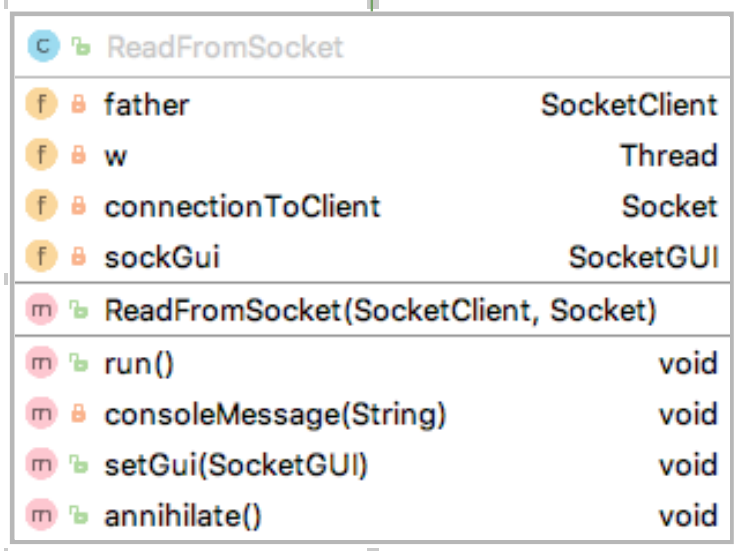 C ReadFromSocket
f father SocketClient
f w Thread
f connectionToClient Socket
f sockGui SocketGUI
m ReadFromSocket(SocketClient, Socket)
m run() void
m consoleMessage(String) void
m setGui(SocketGUI) void
m annihilate() void